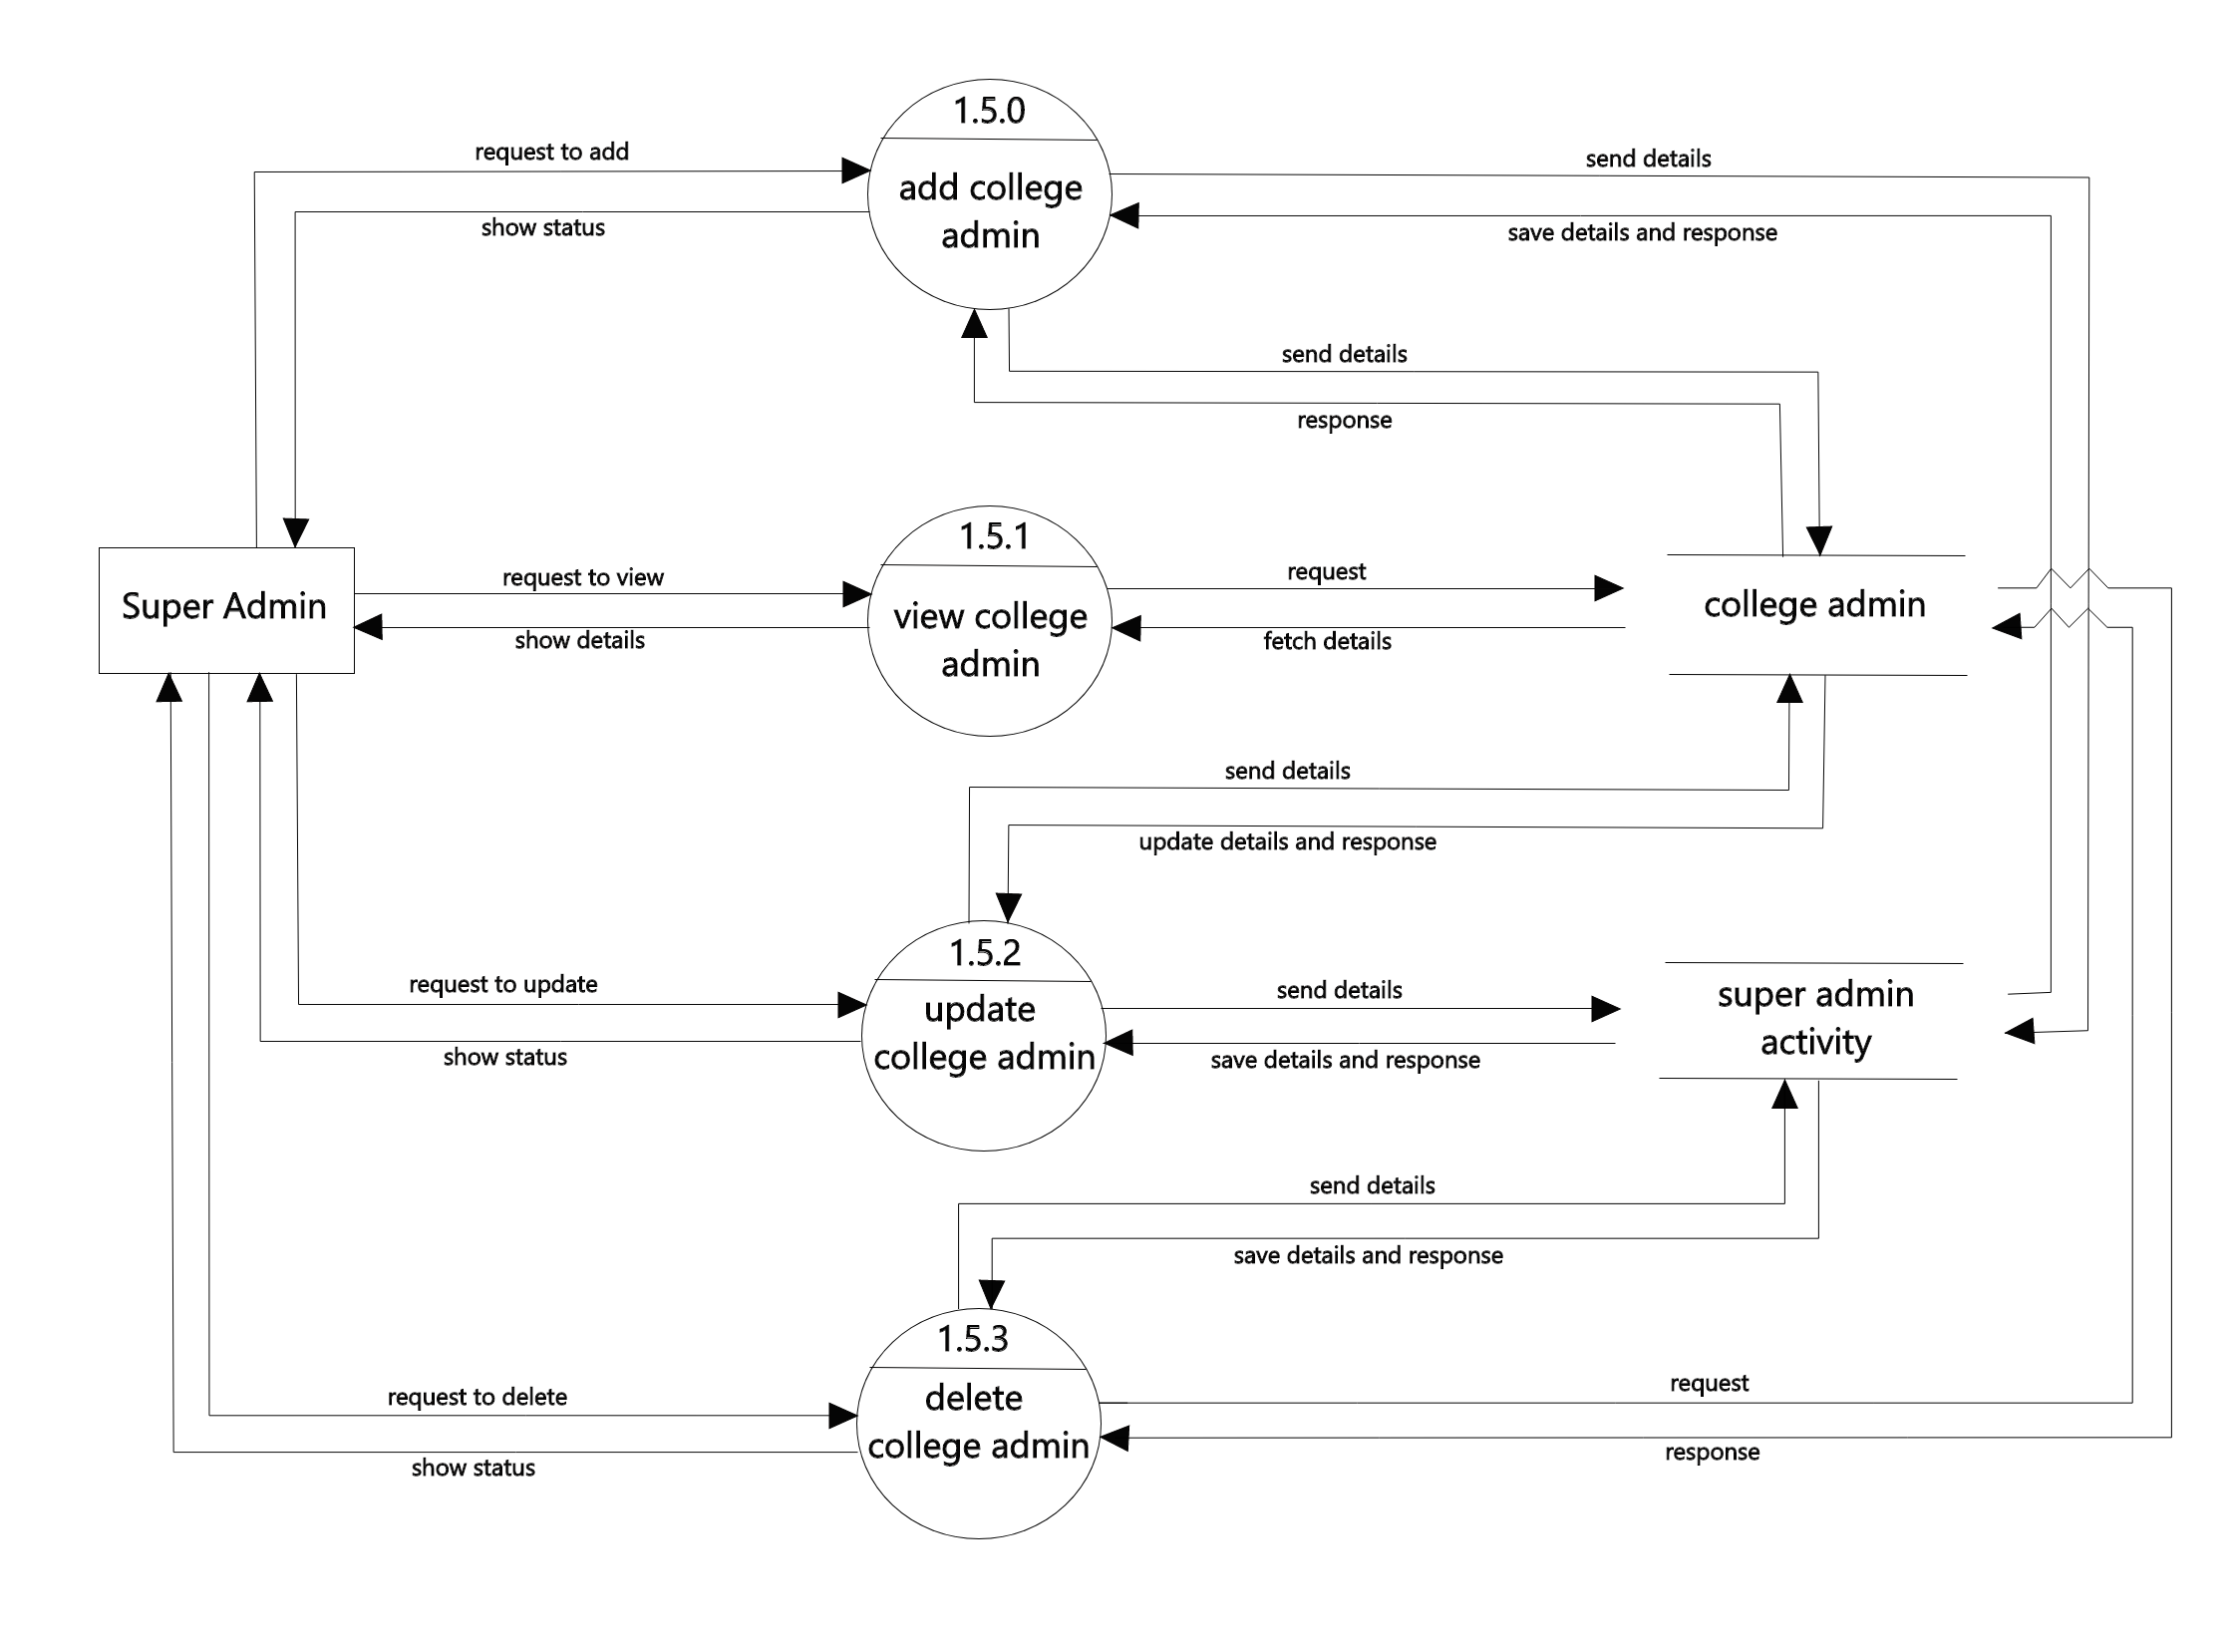 1.5.0
request to add
send details
add college
admin
show status
save details and response
send details
response
1.5.1
request to view
request
Super Admin
college admin
view college
admin
show details
fetch details
send details
update details and response
1.5.2
request to update
send details
super admin
activity
update
college admin
show status
save details and response
send details
save details and response
1.5.3
request to delete
request
delete
college admin
show status
response